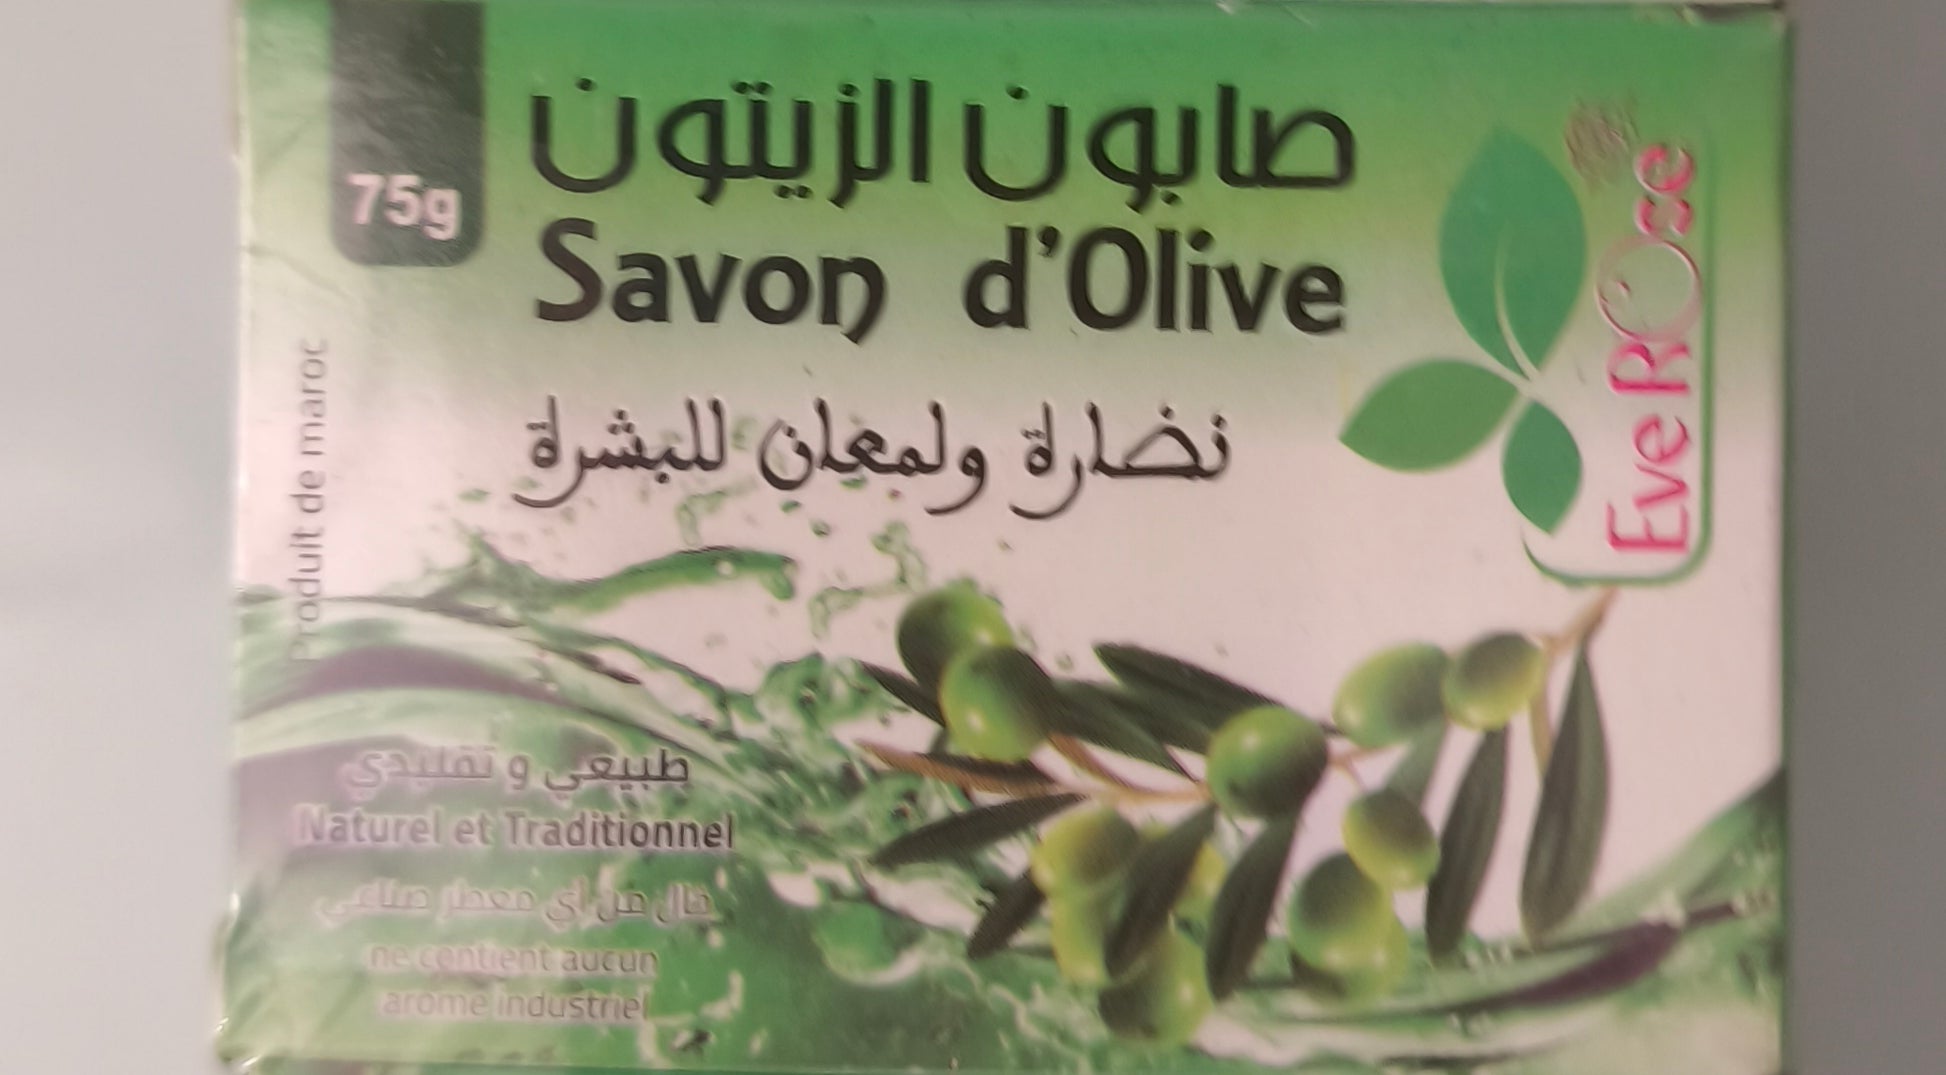 75g
صابون الزيتون
Savon d'Olive
نضارة ولمعان للبشرة
Eve ROse
Produit de maroc
طبيعي و تقليدي
Naturel et Traditionnel
خال من أي معطر صناعي
ne contient aucun
arome industriel